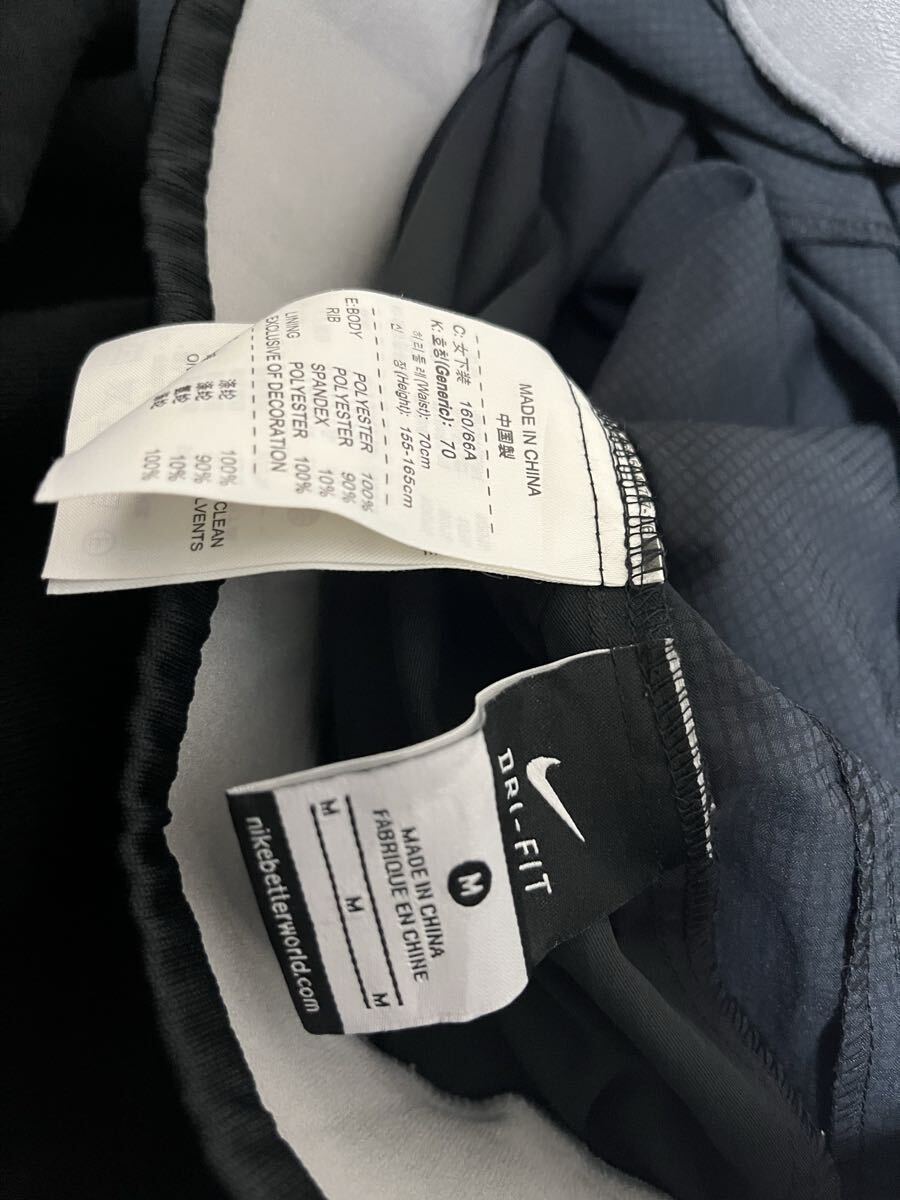 MADE IN CHINA
中国製
C: 女下装 160/66A
K: 호칭(Generic): 70
허리둘레(Waist): 70cm
신 장(Height): 155-165cm
E:BODY POLYESTER 100%
RIB POLYESTER 90%
SPANDEX 10%
LINING POLYESTER 100%
EXCLUSIVE OF DECORATION
涤纶 100%
涤纶 90%
氨纶 10%
100%
CLEAN
LVENTS
DRI-FIT
M
MADE IN CHINA
FABRIQUE EN CHINE
M M M
nikebetterworld.com